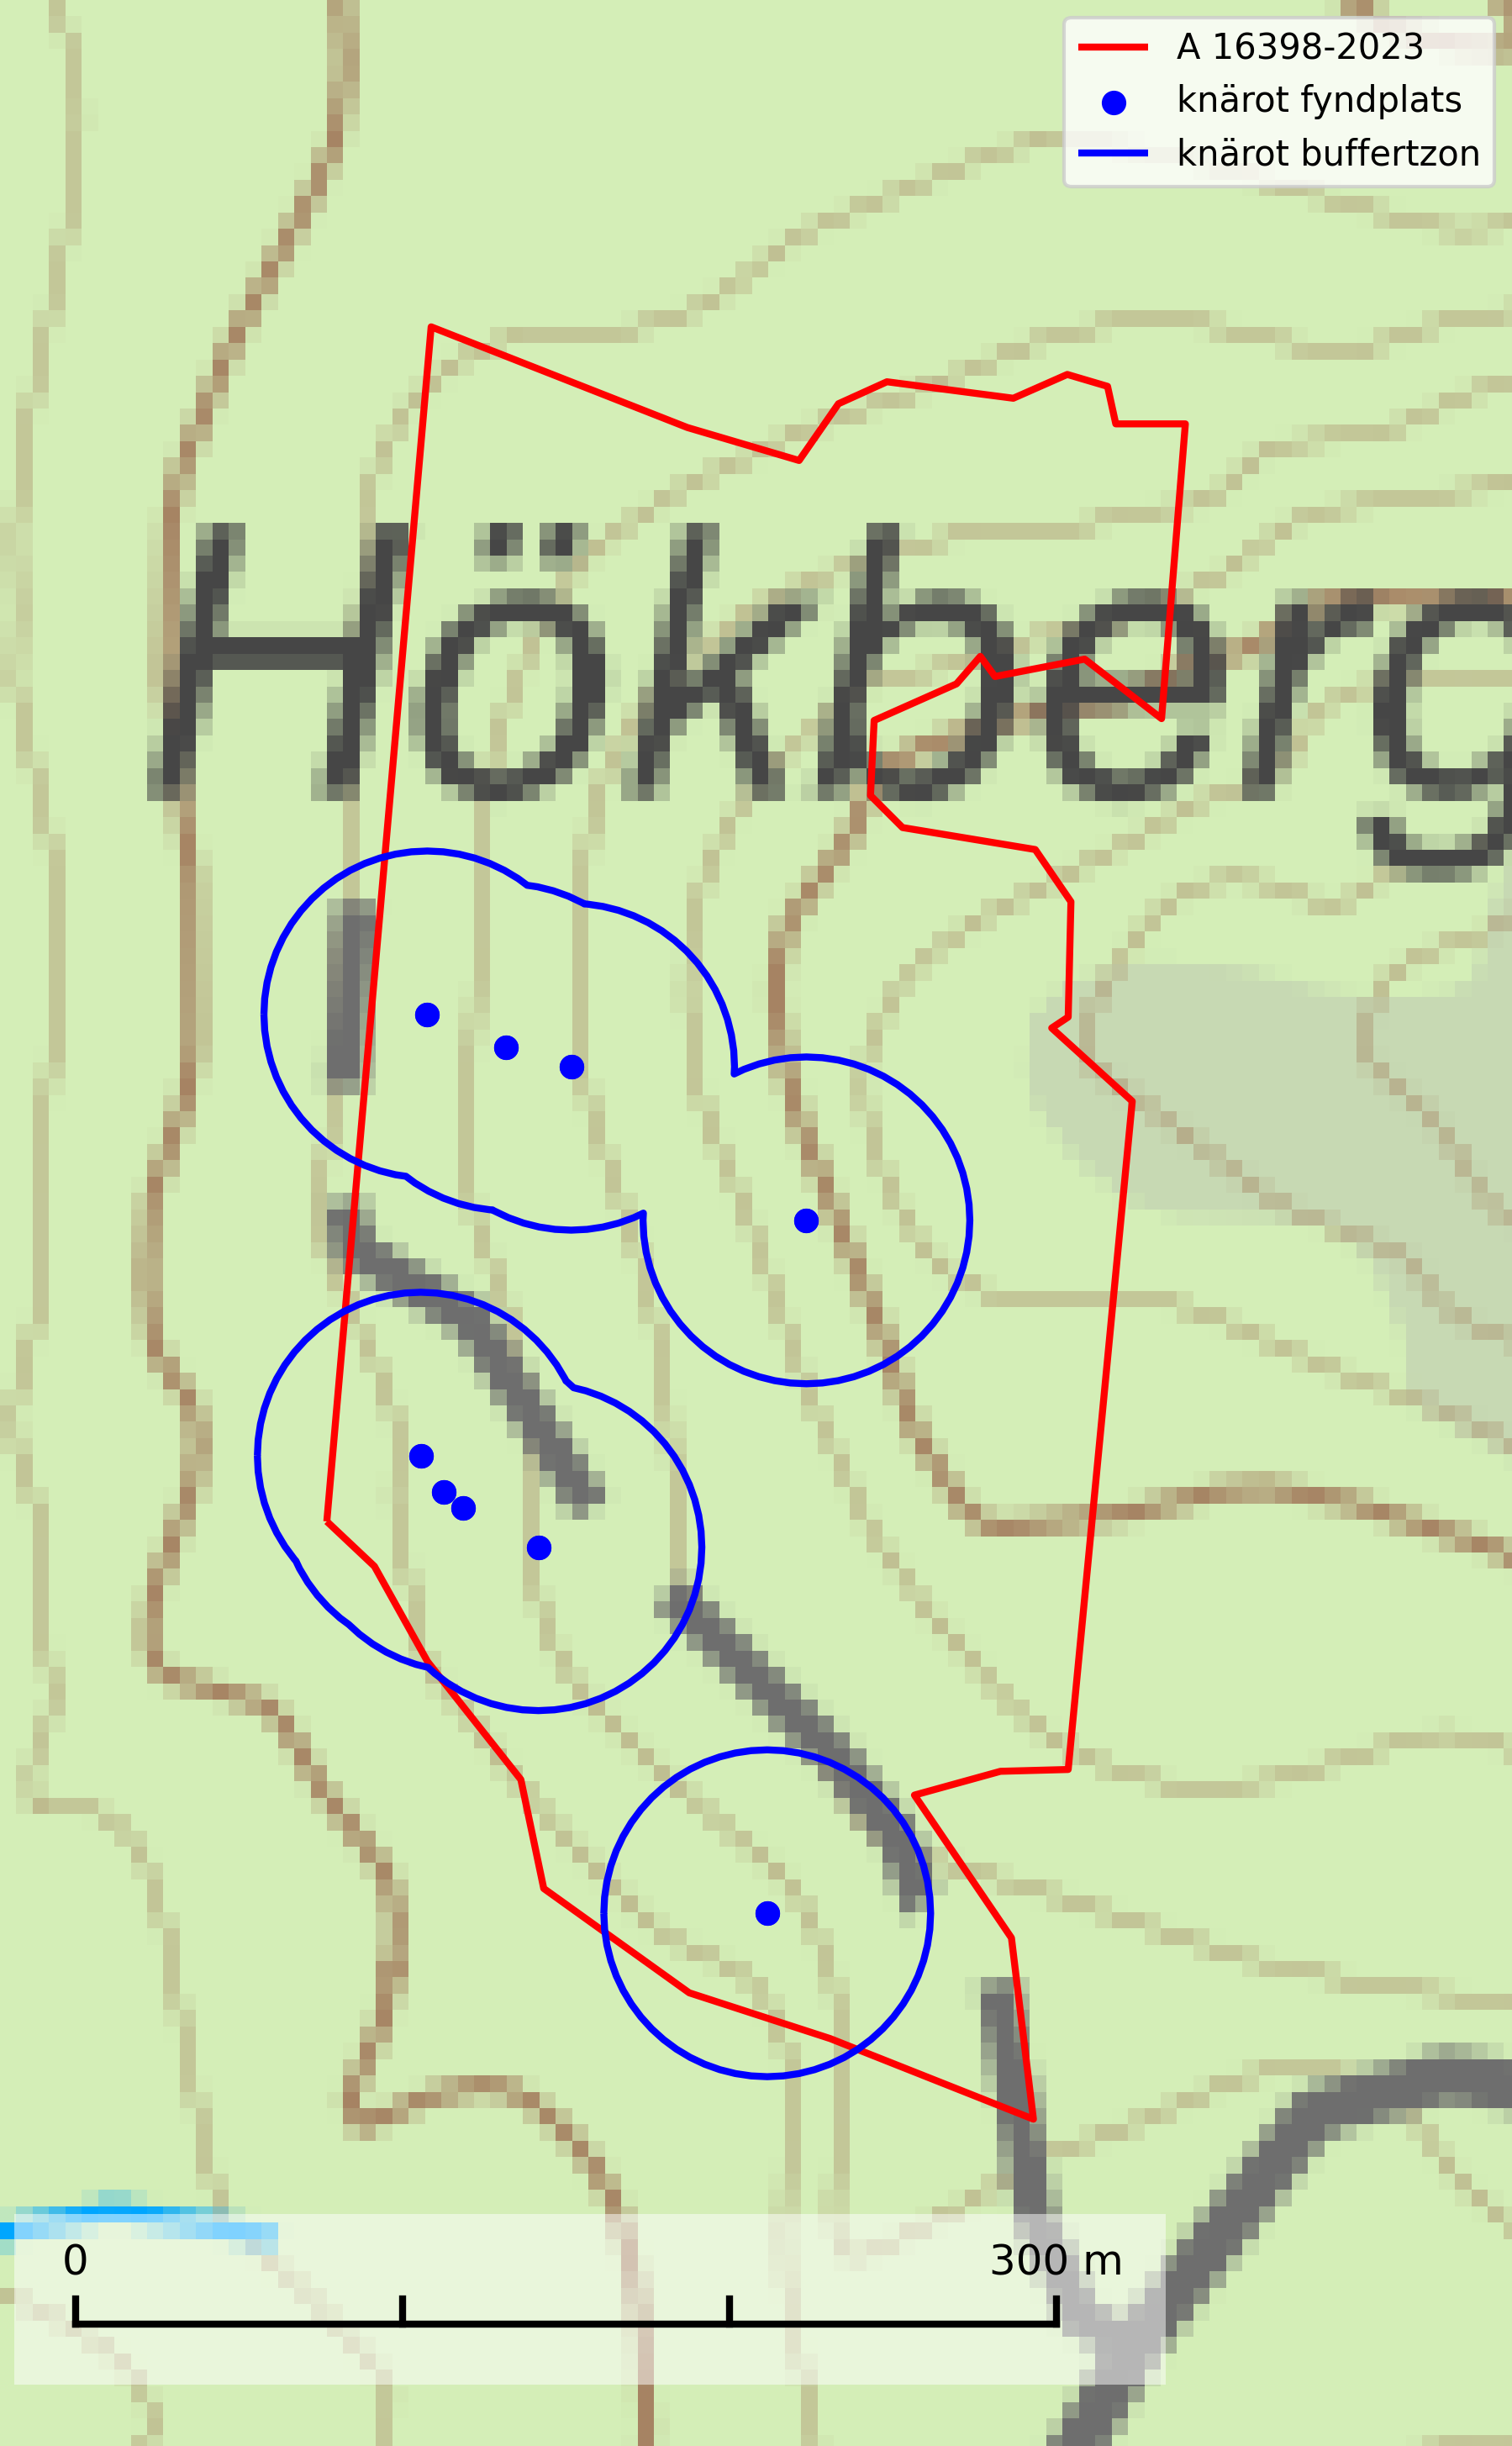 A 16398-2023
knärot fyndplats
knärot buffertzon
Hökberg
0 300 m